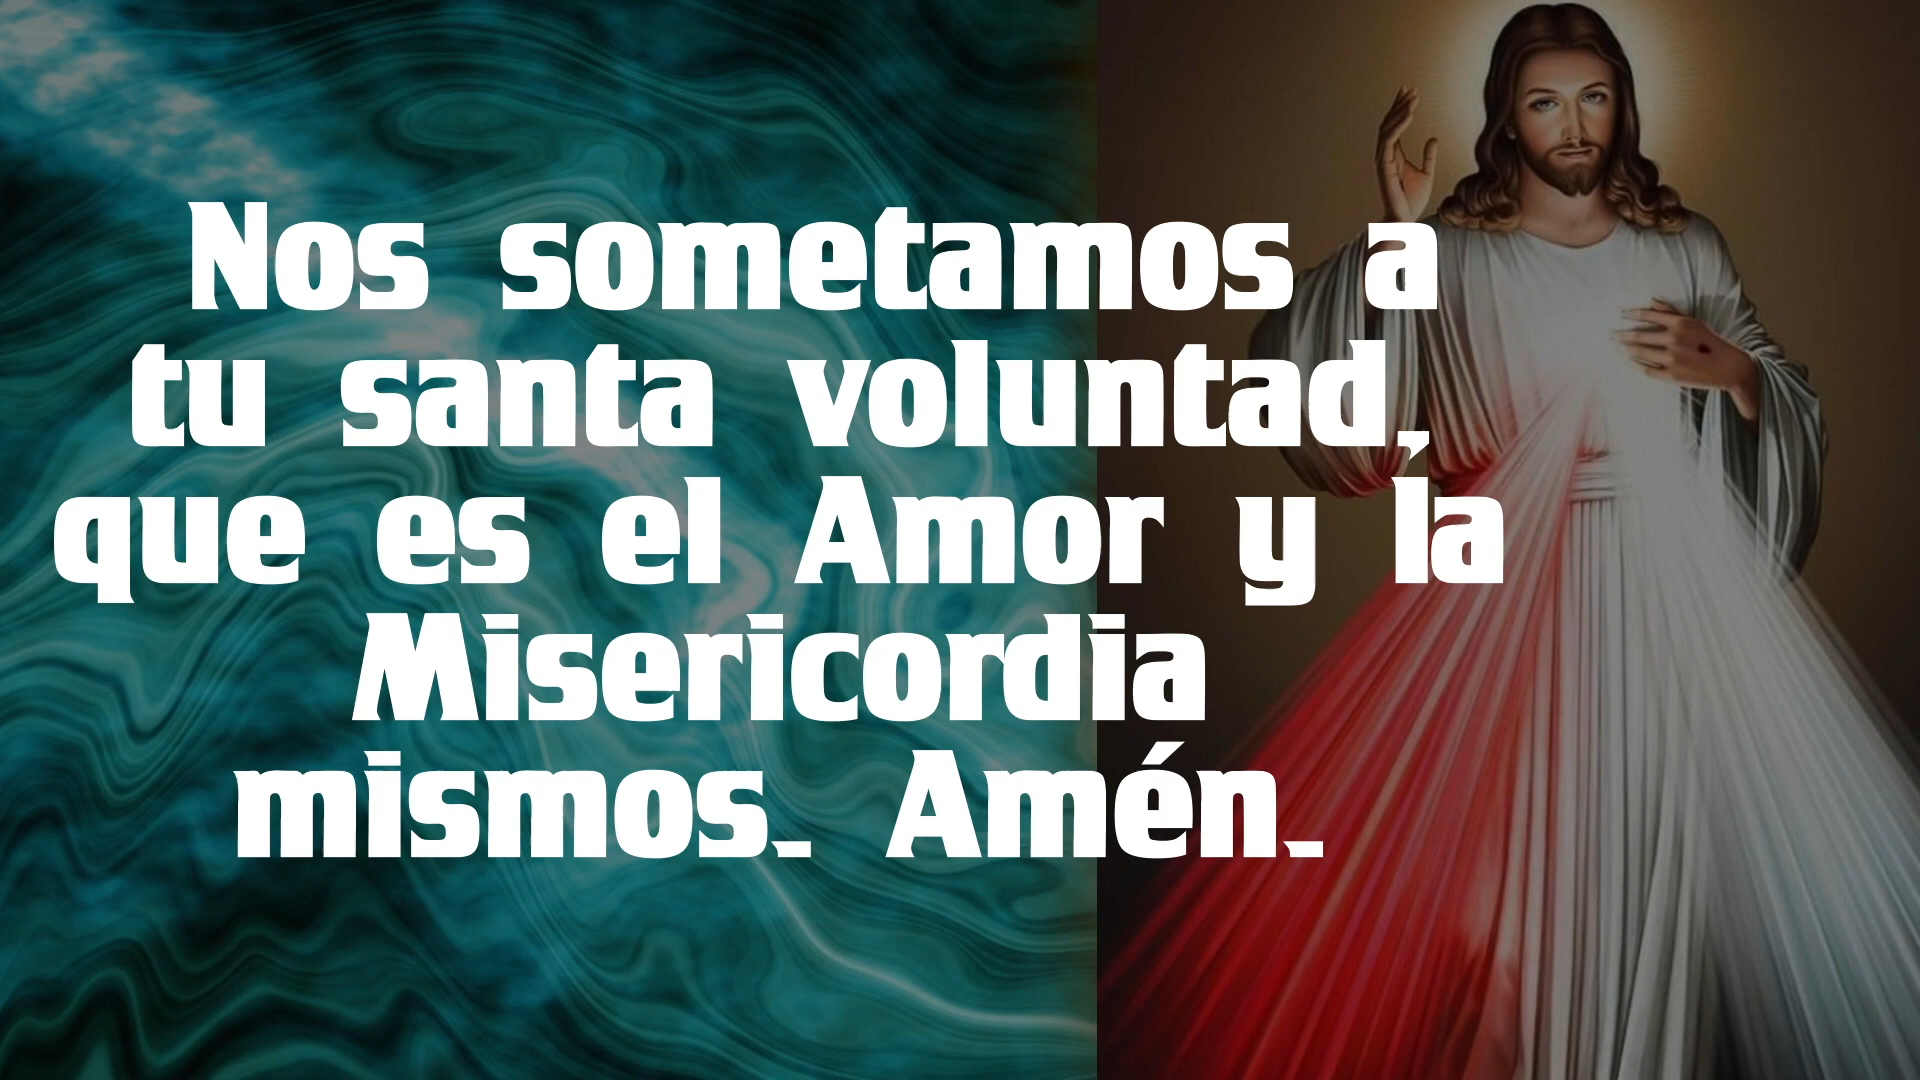 Nos sometamos a
tu santa voluntad,
que es el Amor y la
Misericordia
mismos. Amén.